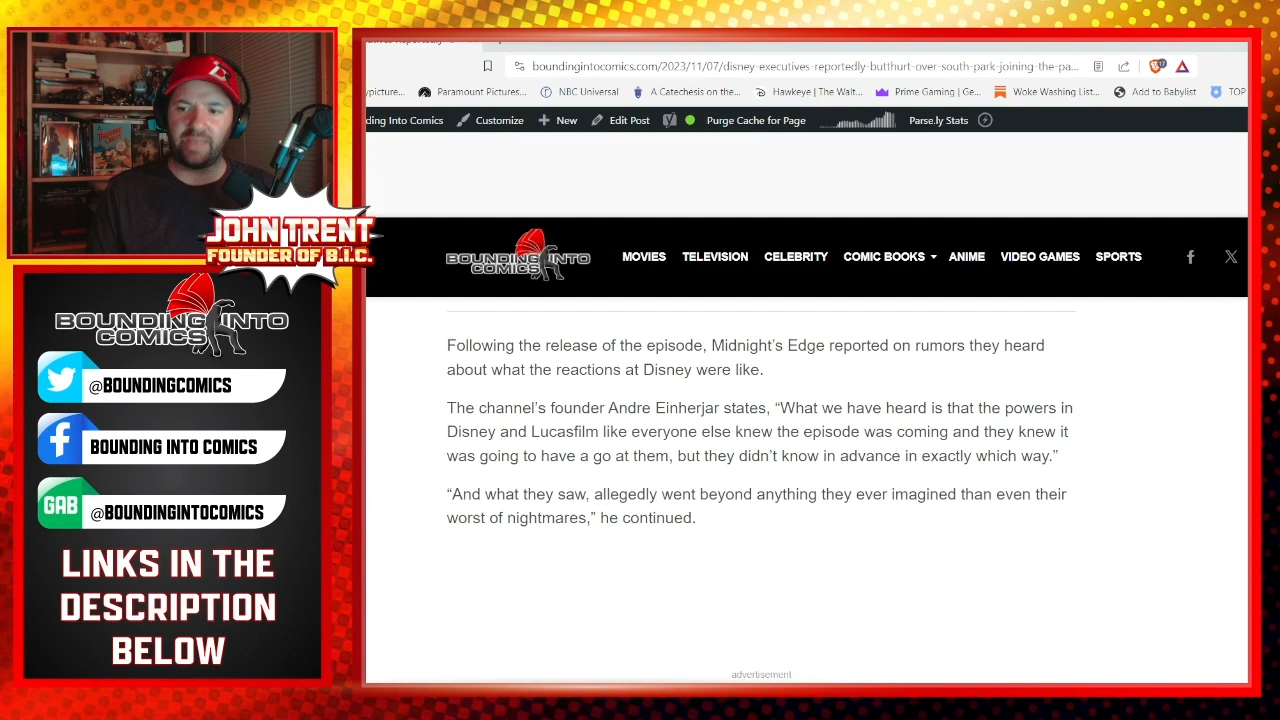 JOHN TRENT
FOUNDER OF B.I.C.
BOUNDING INTO
COMICS
@BOUNDINGCOMICS
BOUNDING INTO COMICS
GAB
@BOUNDINGINTOCOMICS
LINKS IN THE
DESCRIPTION
BELOW
boundingintocomics.com/2023/11/07/disney-executives-reportedly-butthurt-over-south-park-joining-the-pa...
ypicture... Paramount Pictures... NBC Universal A Catechesis on the... Hawkeye | The Wait... Prime Gaming | Ge... Woke Washing List... Add to Babylist TOP
ding Into Comics Customize New Edit Post Purge Cache for Page Parse.ly Stats
BOUNDING INTO
COMICS
MOVIES TELEVISION CELEBRITY COMIC BOOKS ANIME VIDEO GAMES SPORTS
Following the release of the episode, Midnight’s Edge reported on rumors they heard
about what the reactions at Disney were like.
The channel’s founder Andre Einherjar states, “What we have heard is that the powers in
Disney and Lucasfilm like everyone else knew the episode was coming and they knew it
was going to have a go at them, but they didn’t know in advance in exactly which way.”
“And what they saw, allegedly went beyond anything they ever imagined than even their
worst of nightmares,” he continued.
advertisement